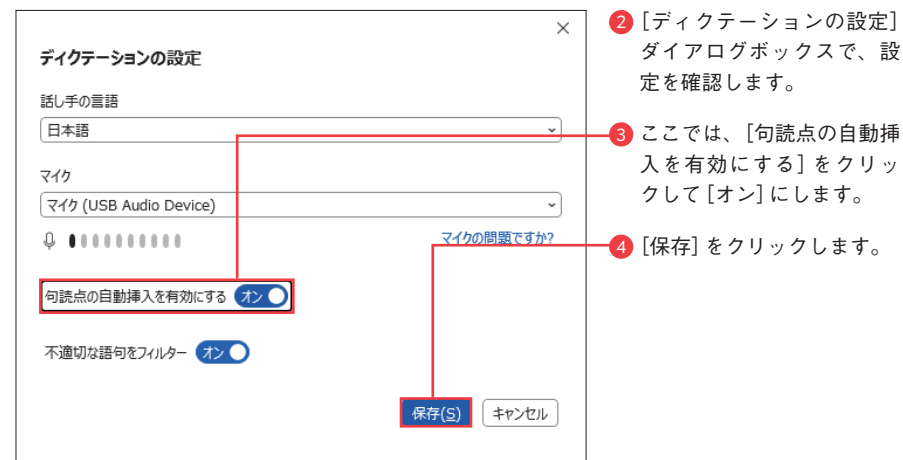 ディクテーションの設定
話し手の言語
日本語
マイク
マイク (USB Audio Device)
マイクの問題ですか?
句読点の自動挿入を有効にする オン
不適切な語句をフィルター オン
保存(S) キャンセル
2 [ディクテーションの設定]
ダイアログボックスで、設
定を確認します。
3 ここでは、[句読点の自動挿
入を有効にする]をクリッ
クして[オン]にします。
4 [保存]をクリックします。